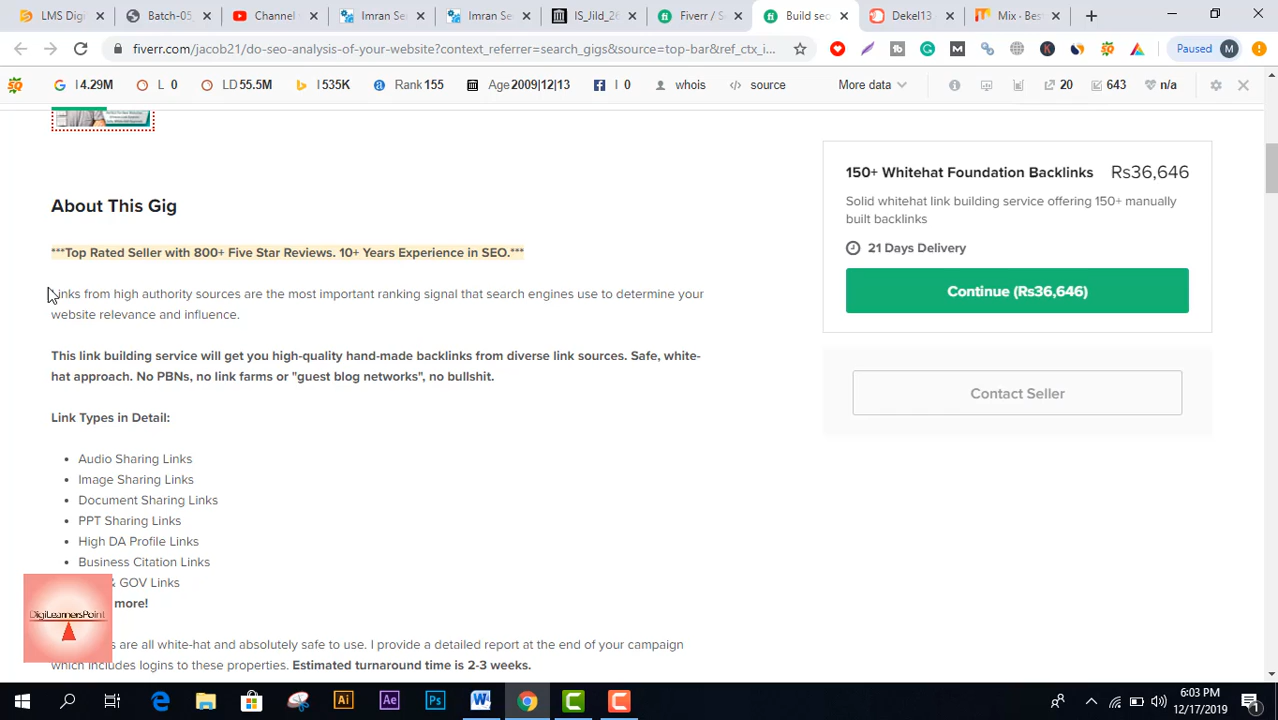 LMS Digi
Batch-05
Channel
Imran Se
Imran Se
IS_Jild_26
Fiverr / S
Build seo
Dekel13
Mix - Bes
fiverr.com/jacob21/do-seo-analysis-of-your-website?context_referrer=search_gigs&source=top-bar&ref_ctx_i...
Paused M
I 4.29M L 0 LD 55.5M I 535K Rank 155 Age 2009|12|13 I 0 whois source More data 20 643 n/a
150+ Whitehat Foundation Backlinks Rs36,646
Solid whitehat link building service offering 150+ manually
built backlinks
21 Days Delivery
Continue (Rs36,646)
Contact Seller
About This Gig
***Top Rated Seller with 800+ Five Star Reviews. 10+ Years Experience in SEO.***
Links from high authority sources are the most important ranking signal that search engines use to determine your
website relevance and influence.
This link building service will get you high-quality hand-made backlinks from diverse link sources. Safe, white-
hat approach. No PBNs, no link farms or "guest blog networks", no bullshit.
Link Types in Detail:
• Audio Sharing Links
• Image Sharing Links
• Document Sharing Links
• PPT Sharing Links
• High DA Profile Links
• Business Citation Links
& GOV Links
more!
are all white-hat and absolutely safe to use. I provide a detailed report at the end of your campaign
which includes logins to these properties. Estimated turnaround time is 2-3 weeks.
DigiLearnersPoint
Ai Ae Ps W
6:03 PM
12/17/2019
1